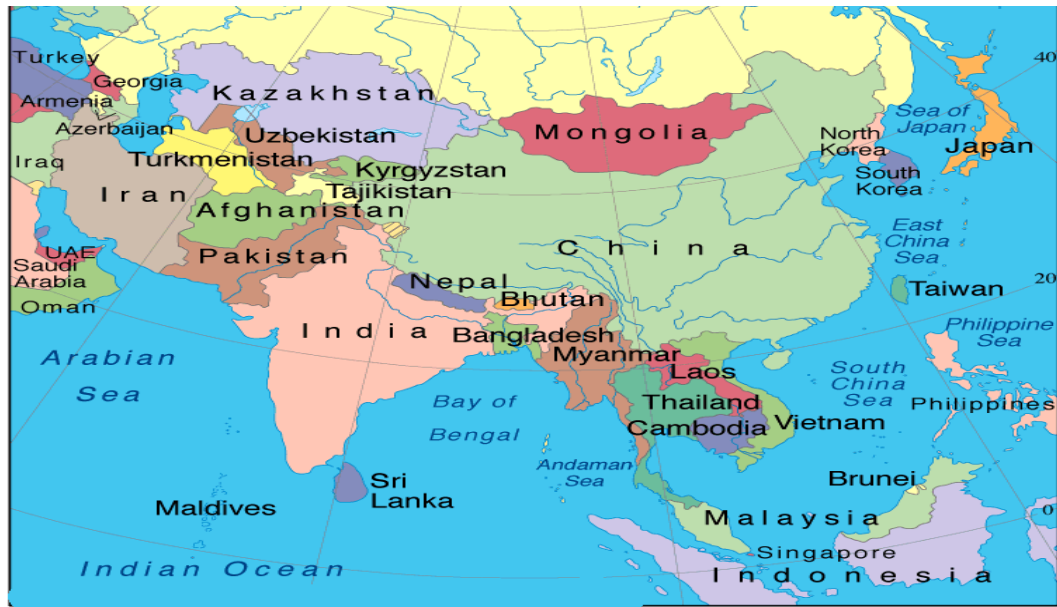 Turkey
Georgia
40
Kazakhstan
Armenia
Sea of
Japan
Azerbaijan
Uzbekistan
Mongolia
North
Korea
Japan
Iraq
Turkmenistan
Kyrgyzstan
South
Korea
Iran
Tajikistan
Afghanistan
East
China
Sea
UAE
Pakistan
China
Saudi
Arabia
Nepal
20
Taiwan
Oman
Bhutan
India
Bangladesh
Philippine
Sea
Arabian
Sea
Myanmar
Laos
South
China
Sea
Bay of
Bengal
Thailand
Philippines
Cambodia
Vietnam
Andaman
Sea
Sri
Lanka
Brunei
Maldives
0
Malaysia
Singapore
Indian Ocean
Indonesia